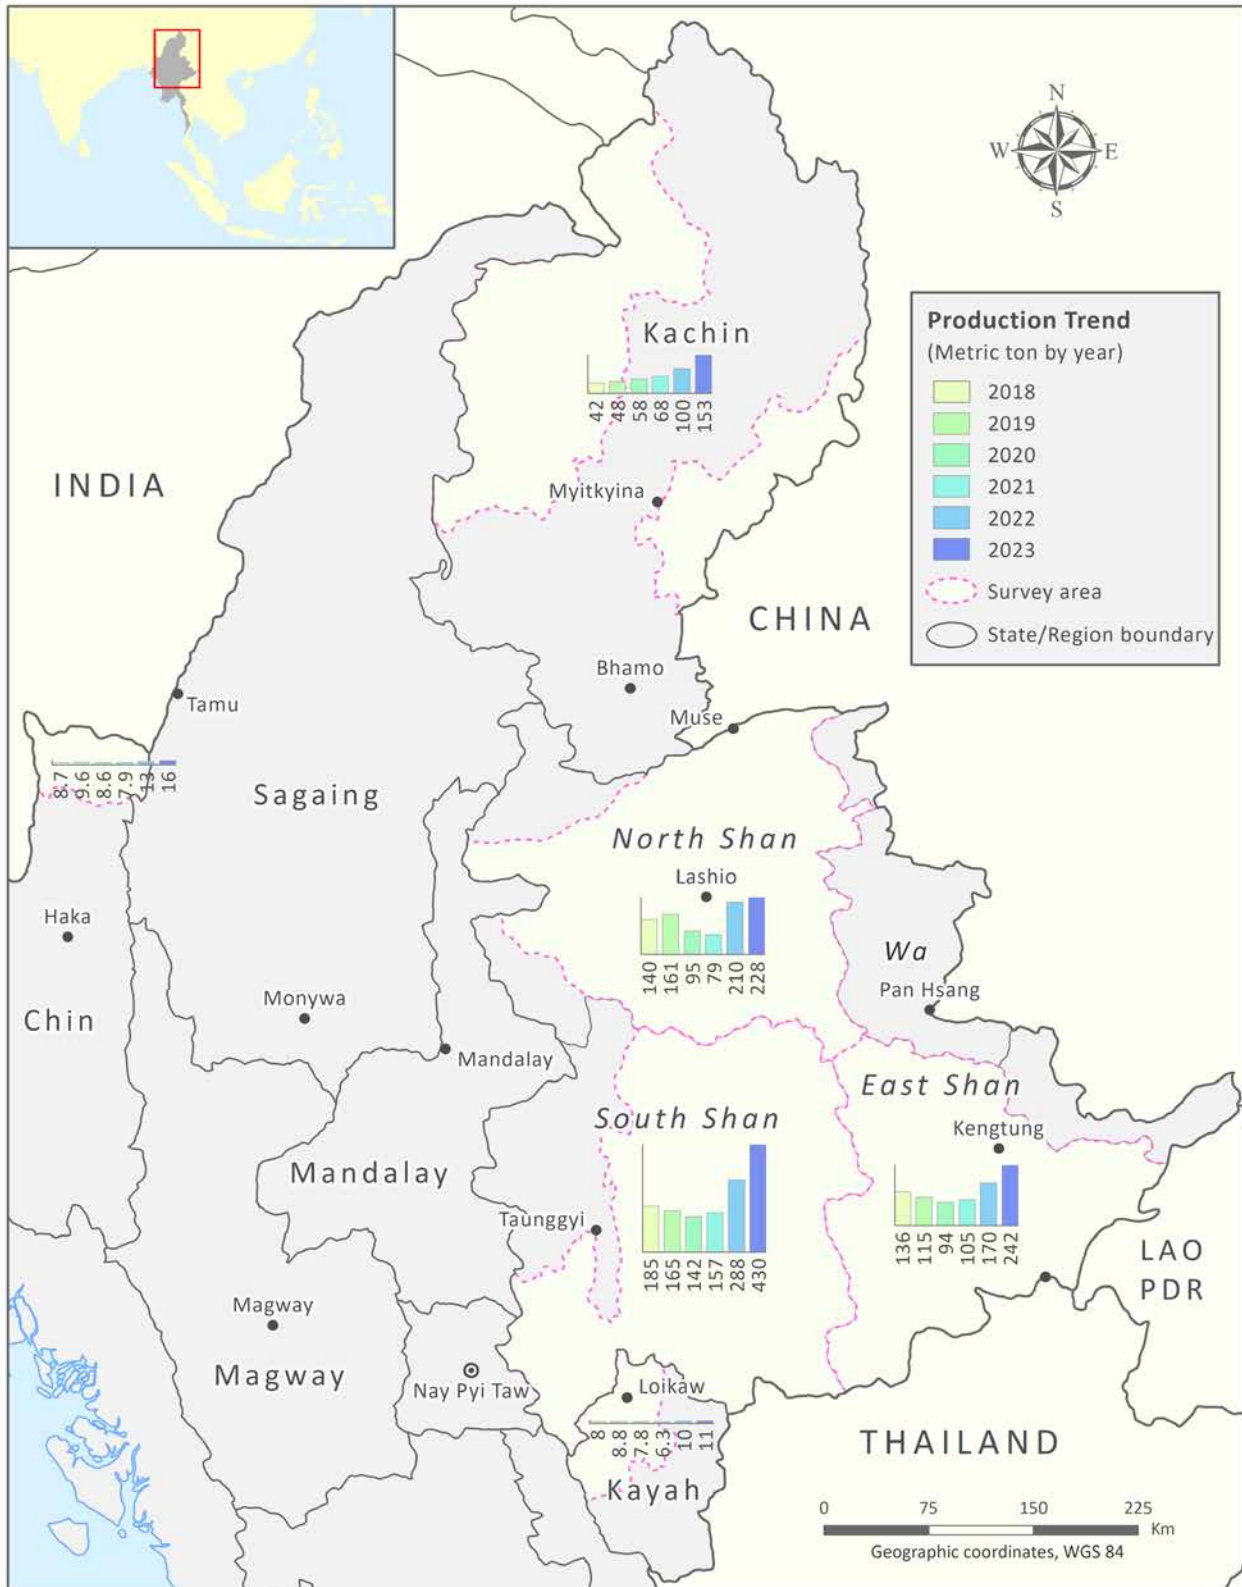 N
W E
S
Kachin
42 48 58 68 100 153
Production Trend
(Metric ton by year)
2018
2019
2020
2021
2022
2023
Survey area
State/Region boundary
INDIA
Myitkyina
CHINA
Bhamo
Tamu
Muse
8.7 9.6 8.6 7.9 13 16
Sagaing
North Shan
Lashio
140 161 95 79 210 228
Haka
Wa
Pan Hsang
Chin
Monywa
Mandalay
East Shan
South Shan
Kengtung
Mandalay
Taunggyi
185 165 142 157 288 430
136 115 94 105 170 242
LAO
PDR
Magway
Magway
Nay Pyi Taw
Loikaw
8 8.8 7.8 6.3 10 11
Kayah
THAILAND
0 75 150 225
Km
Geographic coordinates, WGS 84